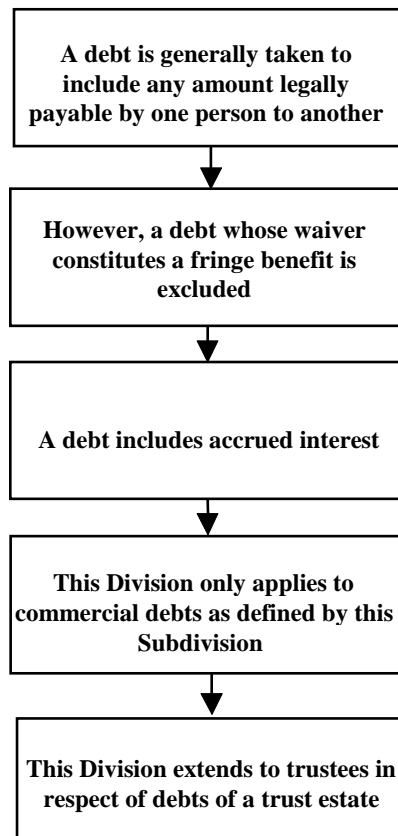 A debt is generally taken to
include any amount legally
payable by one person to another
However, a debt whose waiver
constitutes a fringe benefit is
excluded
A debt includes accrued interest
This Division only applies to
commercial debts as defined by this
Subdivision
This Division extends to trustees in
respect of debts of a trust estate